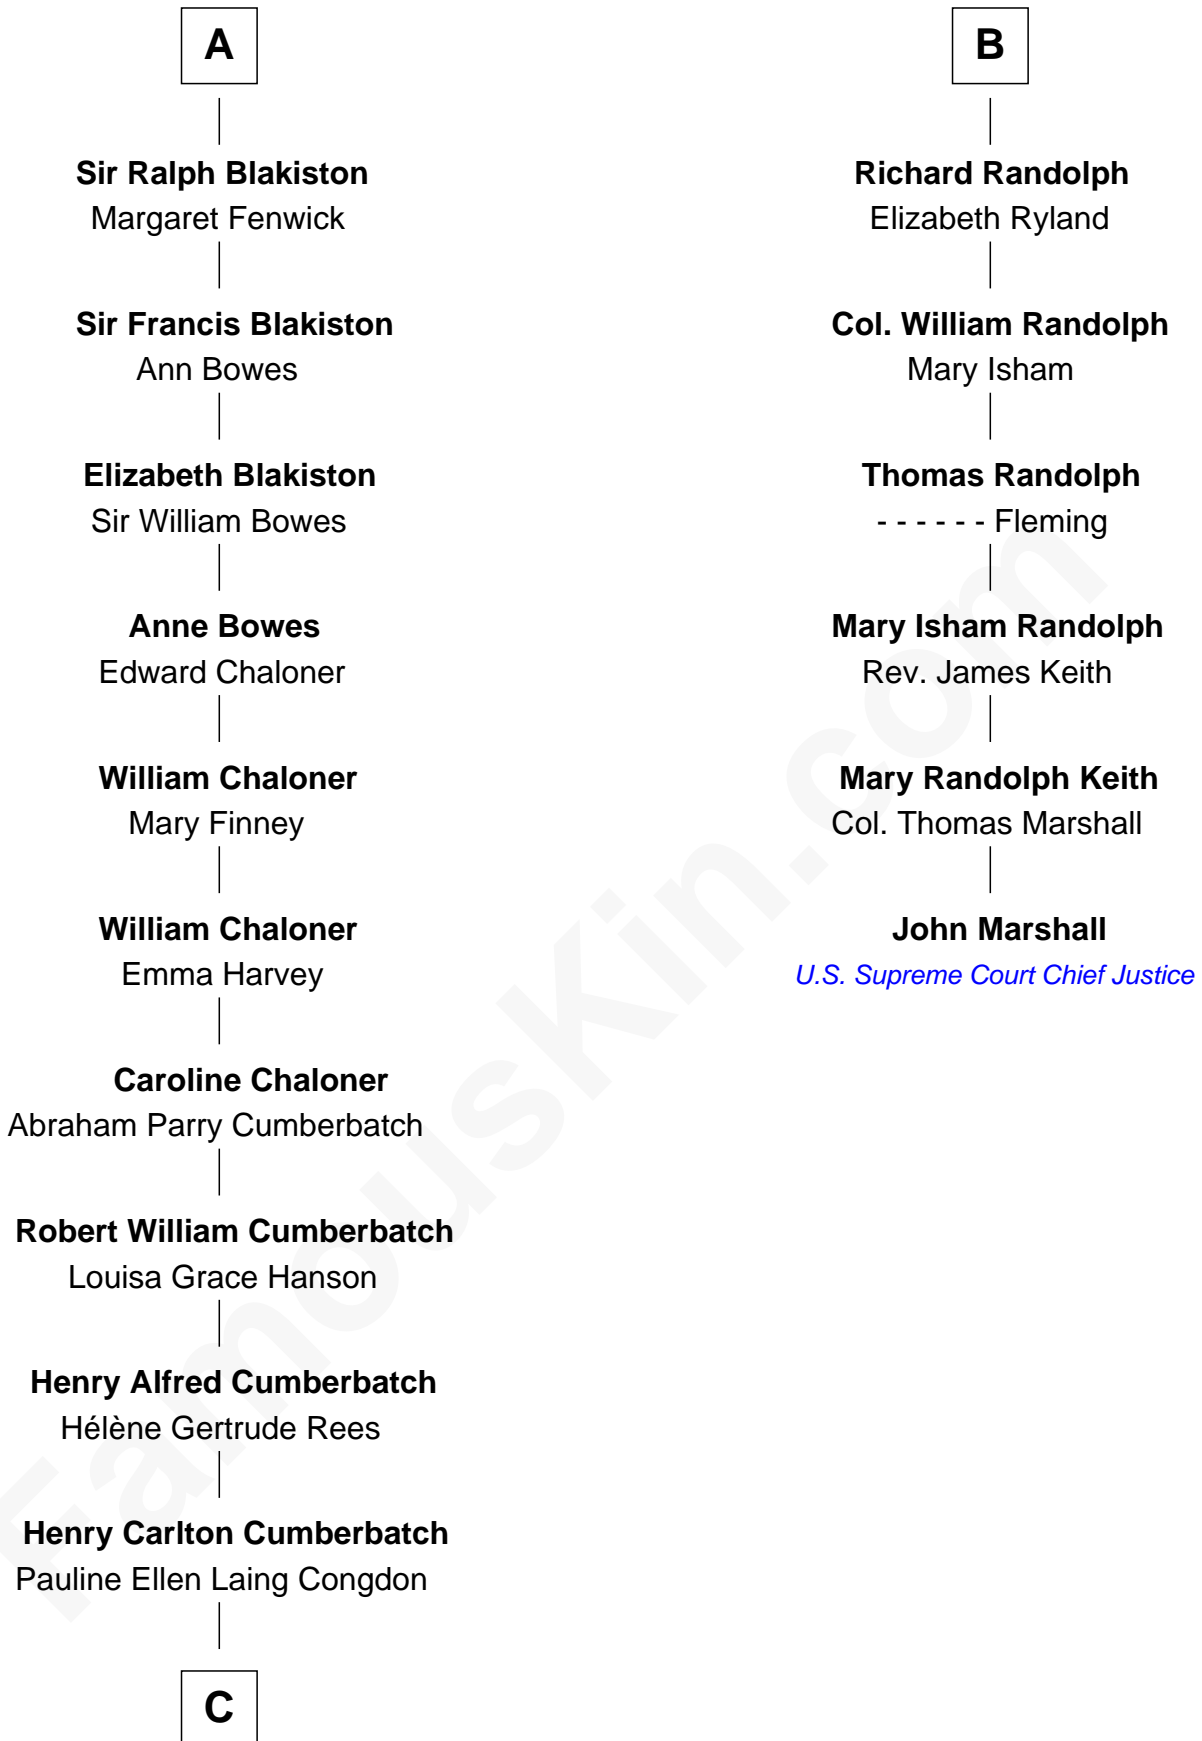 A
Sir Ralph Blakiston
Margaret Fenwick
Sir Francis Blakiston
Ann Bowes
Elizabeth Blakiston
Sir William Bowes
Anne Bowes
Edward Chaloner
William Chaloner
Mary Finney
William Chaloner
Emma Harvey
Caroline Chaloner
Abraham Parry Cumberbatch
Robert William Cumberbatch
Louisa Grace Hanson
Henry Alfred Cumberbatch
Hélène Gertrude Rees
Henry Carlton Cumberbatch
Pauline Ellen Laing Congdon
C
B
Richard Randolph
Elizabeth Ryland
Col. William Randolph
Mary Isham
Thomas Randolph
- - - - - - Fleming
Mary Isham Randolph
Rev. James Keith
Mary Randolph Keith
Col. Thomas Marshall
John Marshall
U.S. Supreme Court Chief Justice
FamousKin.com